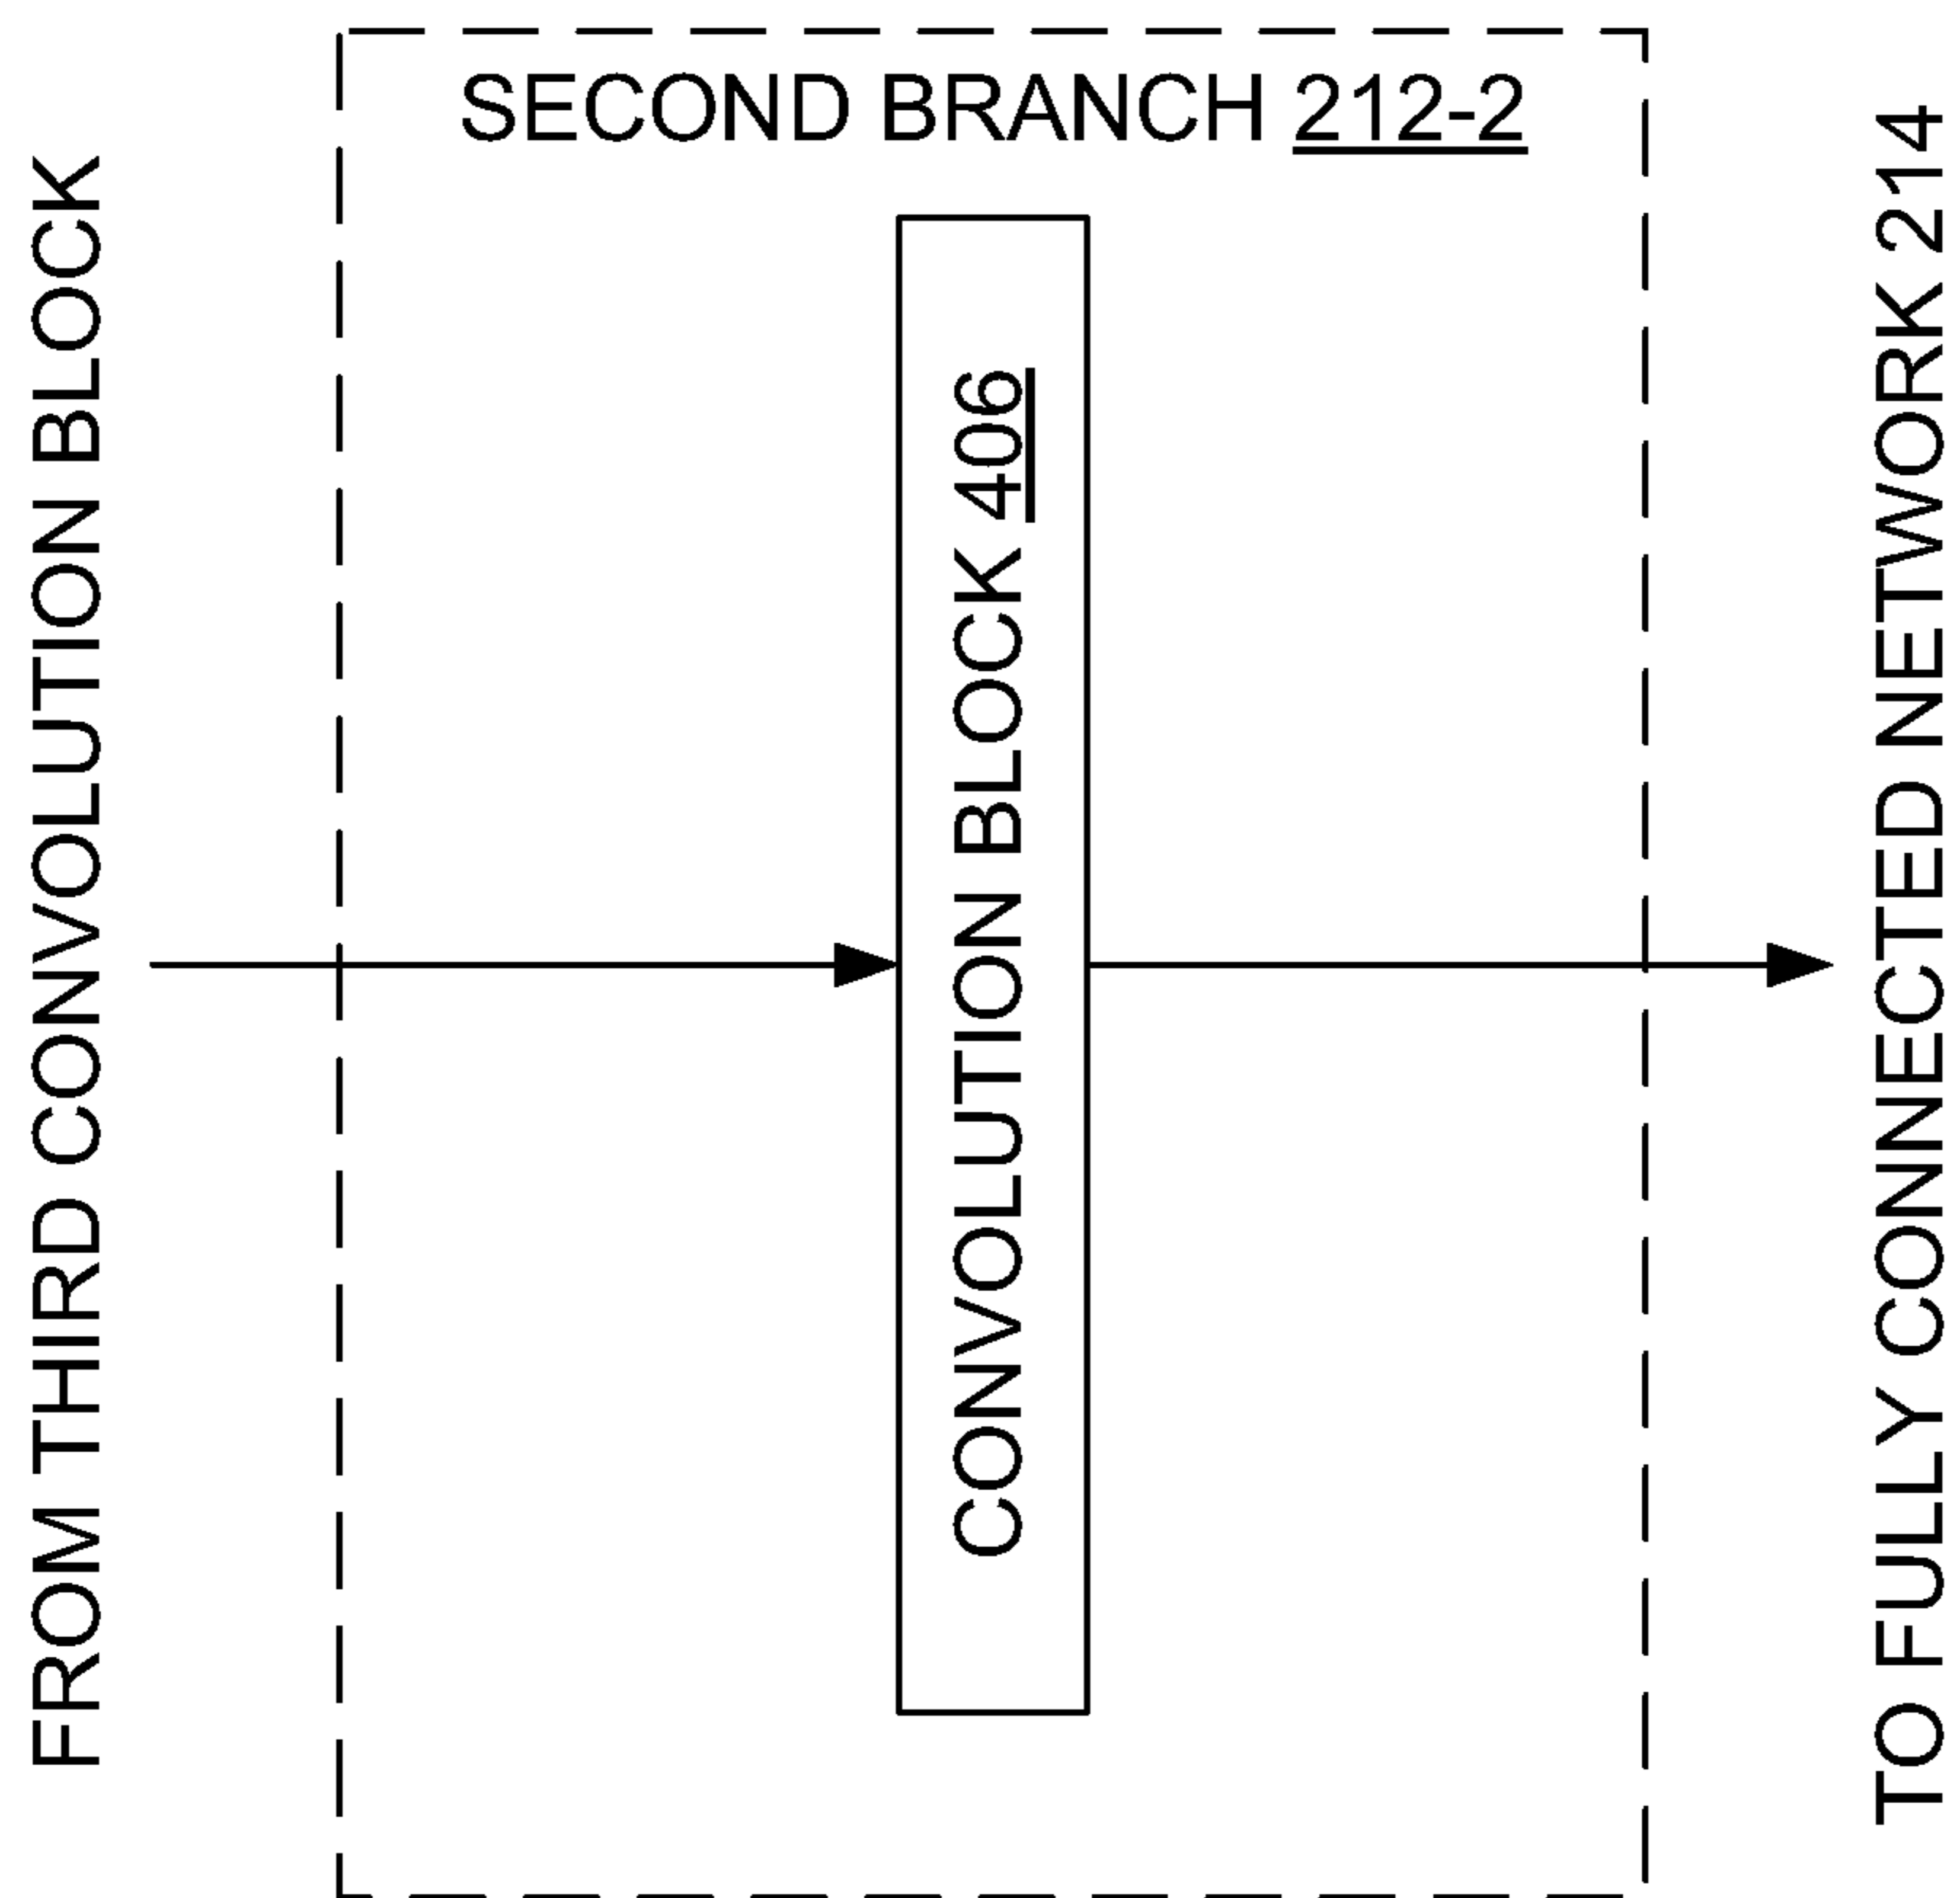 SECOND BRANCH 212-2
FROM THIRD CONVOLUTION BLOCK
CONVOLUTION BLOCK 406
TO FULLY CONNECTED NETWORK 214